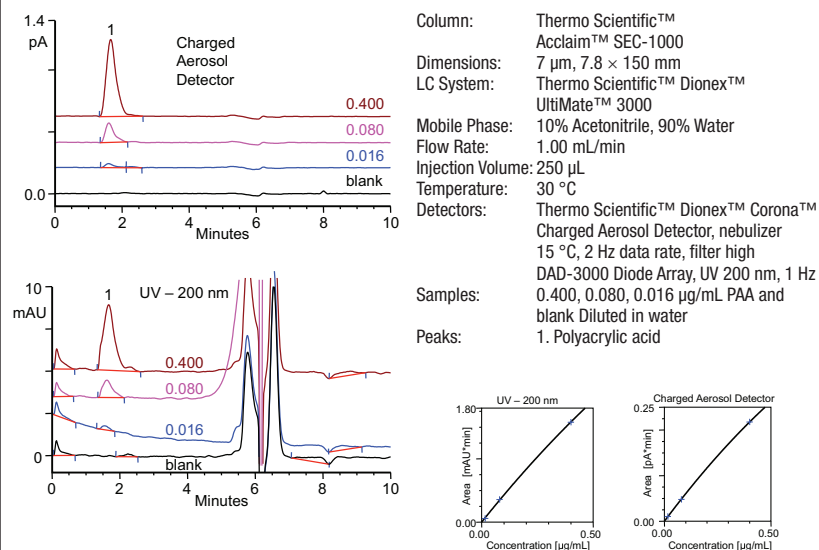 1.4
pA
1
Charged
Aerosol
Detector
0.400
0.080
0.016
blank
0.0
0 2 4 6 8 10
Minutes
10
mAU
1
UV – 200 nm
0.400
0.080
0.016
blank
0
0 2 4 6 8 10
Minutes
Column: Thermo Scientific™
Acclaim™ SEC-1000
Dimensions: 7 µm, 7.8 × 150 mm
LC System: Thermo Scientific™ Dionex™
UltiMate™ 3000
Mobile Phase: 10% Acetonitrile, 90% Water
Flow Rate: 1.00 mL/min
Injection Volume: 250 µL
Temperature: 30 °C
Detectors: Thermo Scientific™ Dionex™ Corona™
Charged Aerosol Detector, nebulizer
15 °C, 2 Hz data rate, filter high
DAD-3000 Diode Array, UV 200 nm, 1 Hz
Samples: 0.400, 0.080, 0.016 µg/mL PAA and
blank Diluted in water
Peaks: 1. Polyacrylic acid
UV – 200 nm
1.80
Area [mAU*min]
0.00
0.00 0.50
Concentration [µg/mL]
Charged Aerosol Detector
0.25
Area [pA*min]
0.00
0.00 0.50
Concentration [µg/mL]